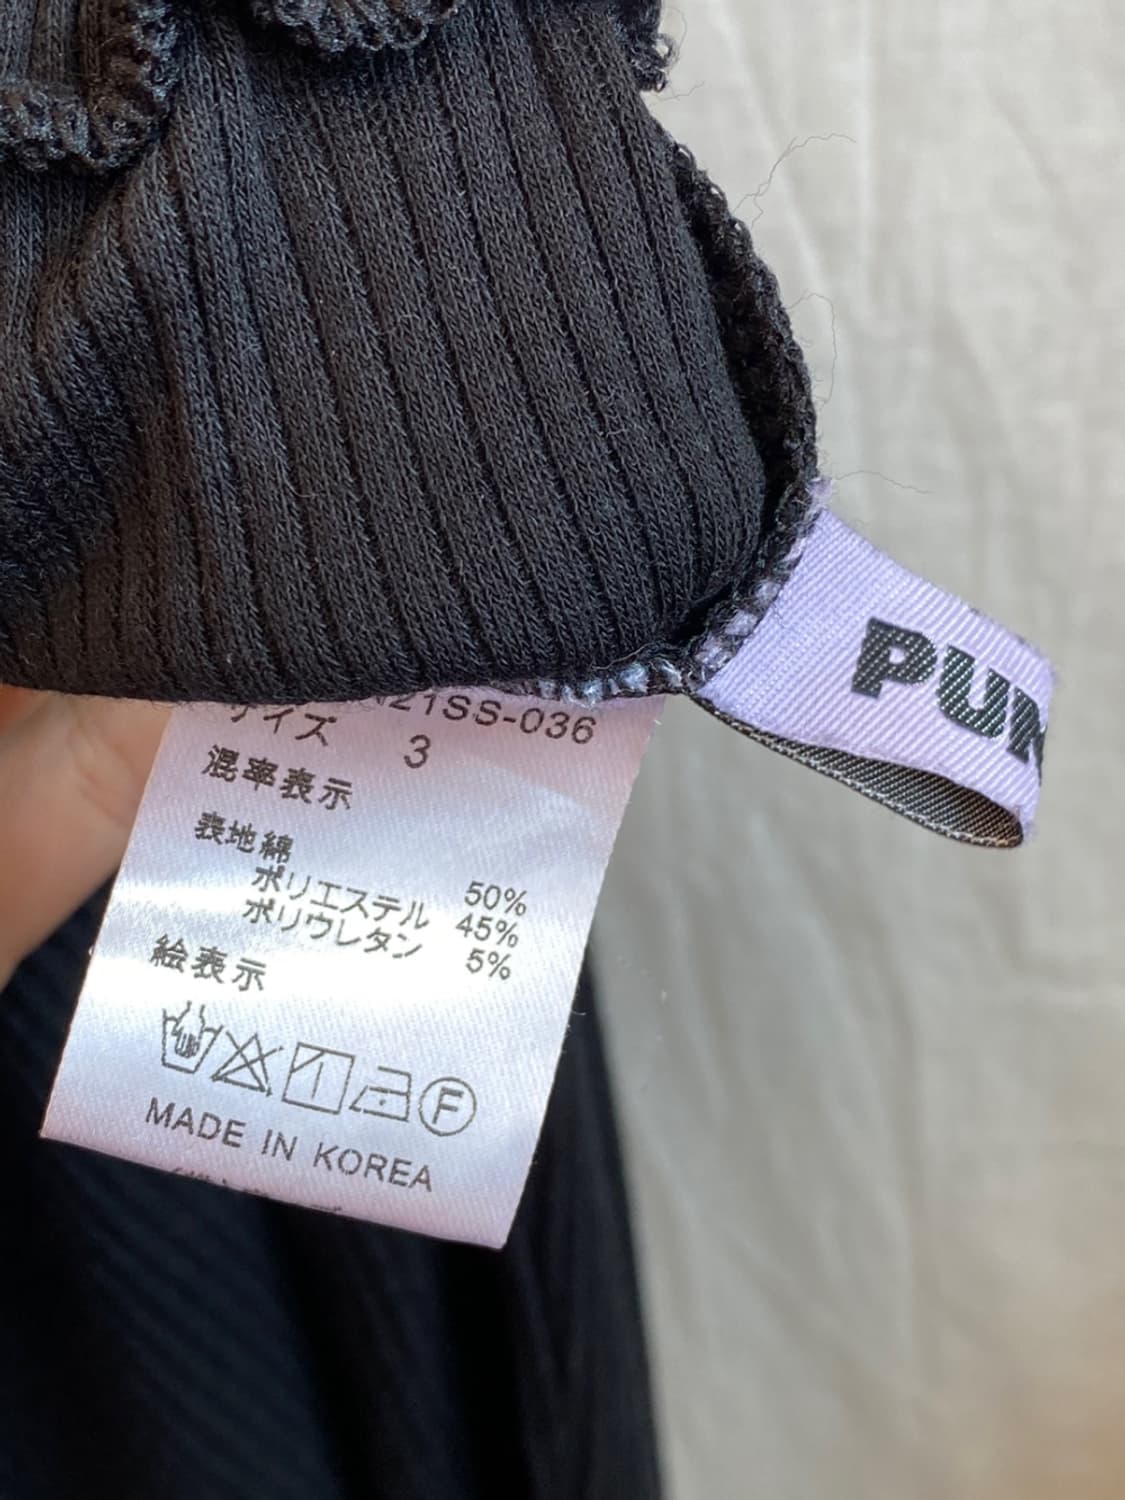 21SS-036
サイズ 3
混率表示
表地綿 50%
ポリエステル 45%
ポリウレタン 5%
絵表示
F
MADE IN KOREA